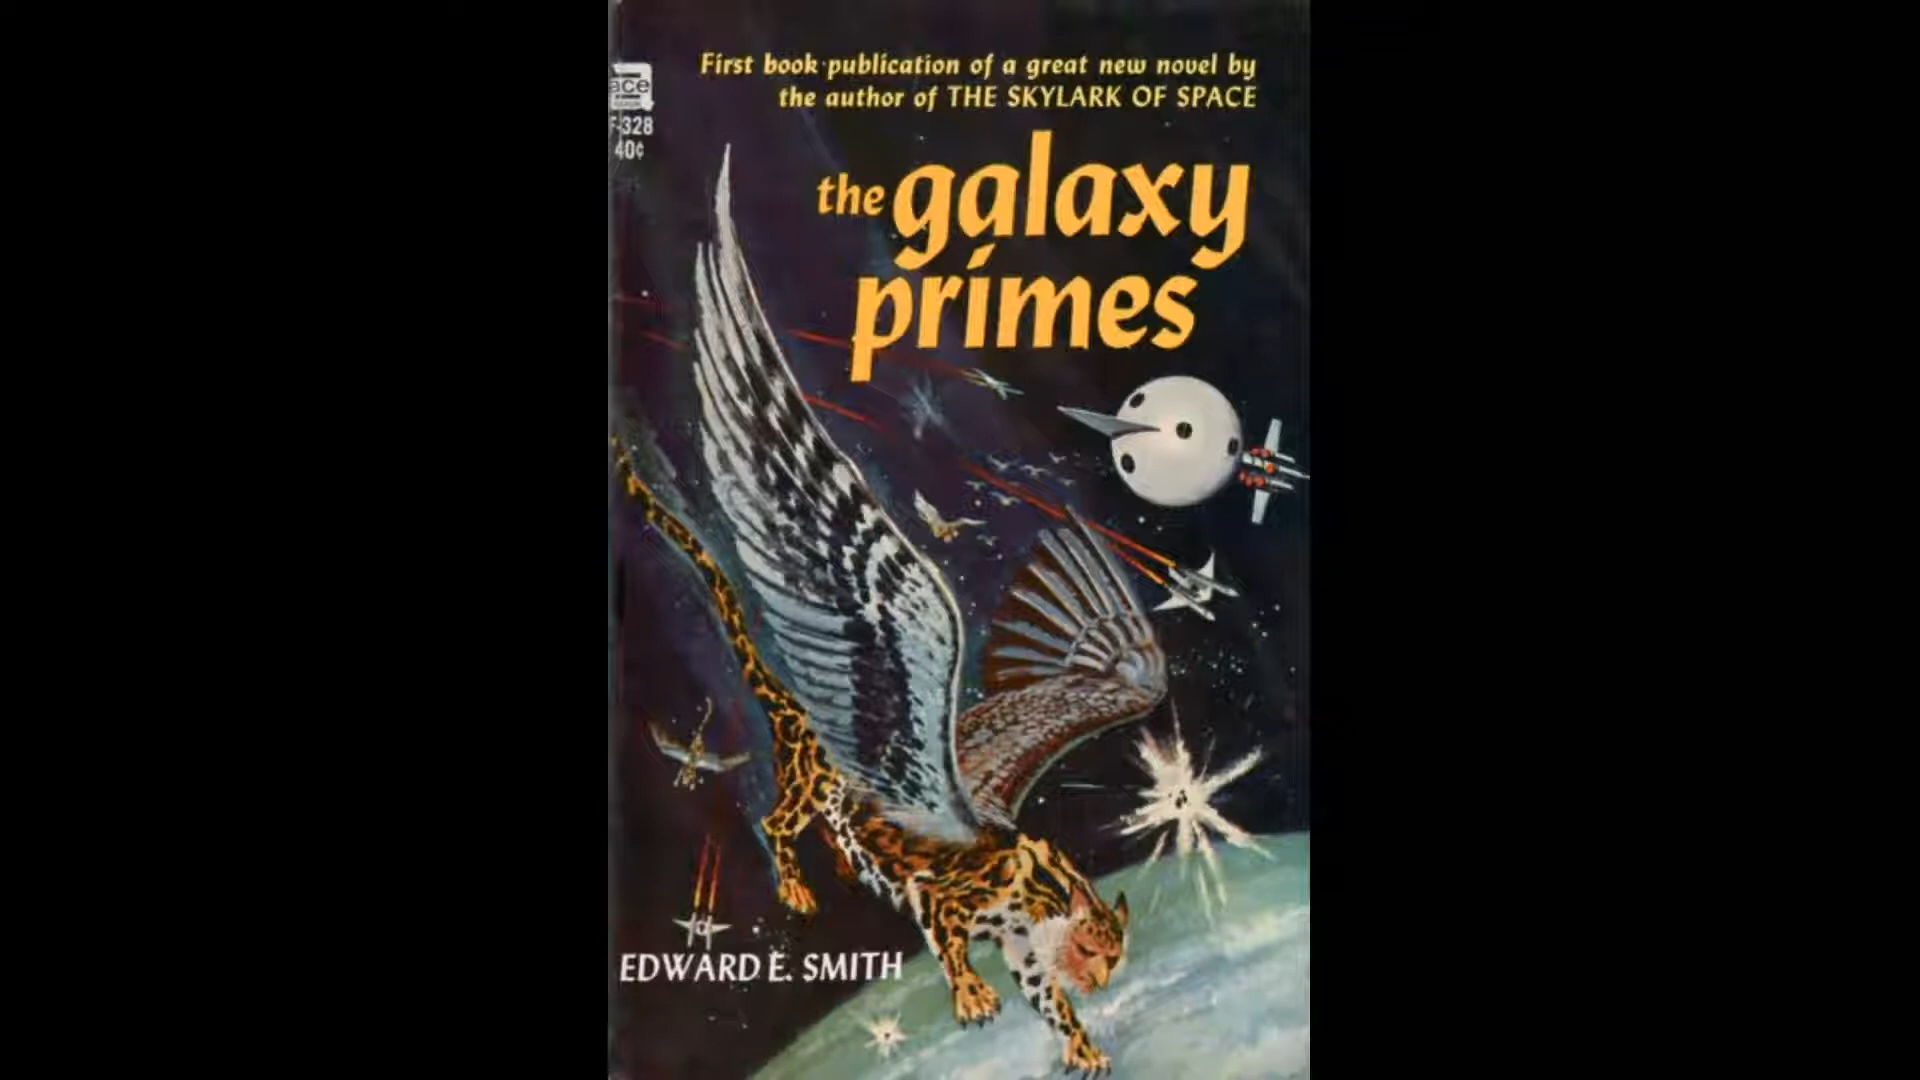 First book publication of a great new novel by
the author of THE SKYLARK OF SPACE
ace
F-328
40¢
the galaxy
primes
EDWARD E. SMITH